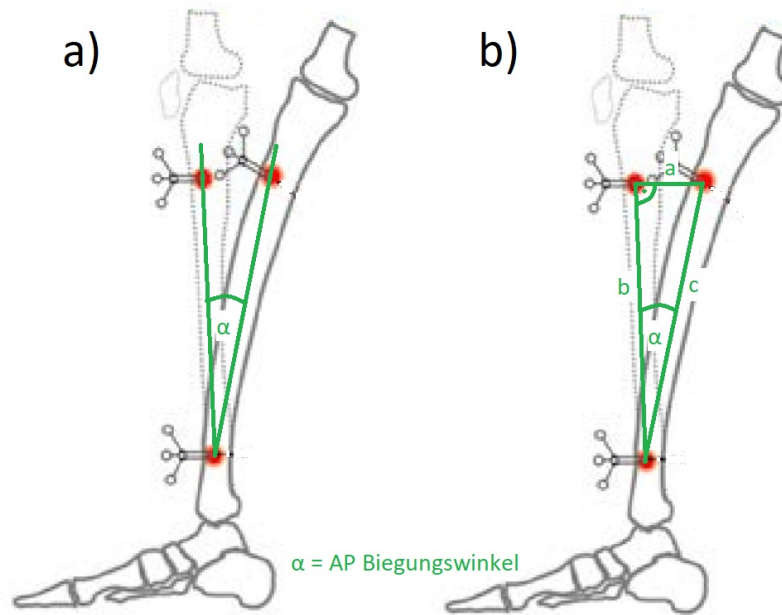 a)
b)
a
b
c
α
α
α = AP Biegungswinkel